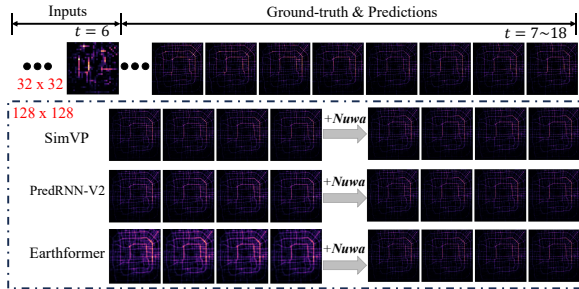 Inputs
Ground-truth & Predictions
t = 6
t = 7~18
32 x 32
128 x 128
SimVP
+Nuwa
PredRNN-V2
+Nuwa
Earthformer
+Nuwa